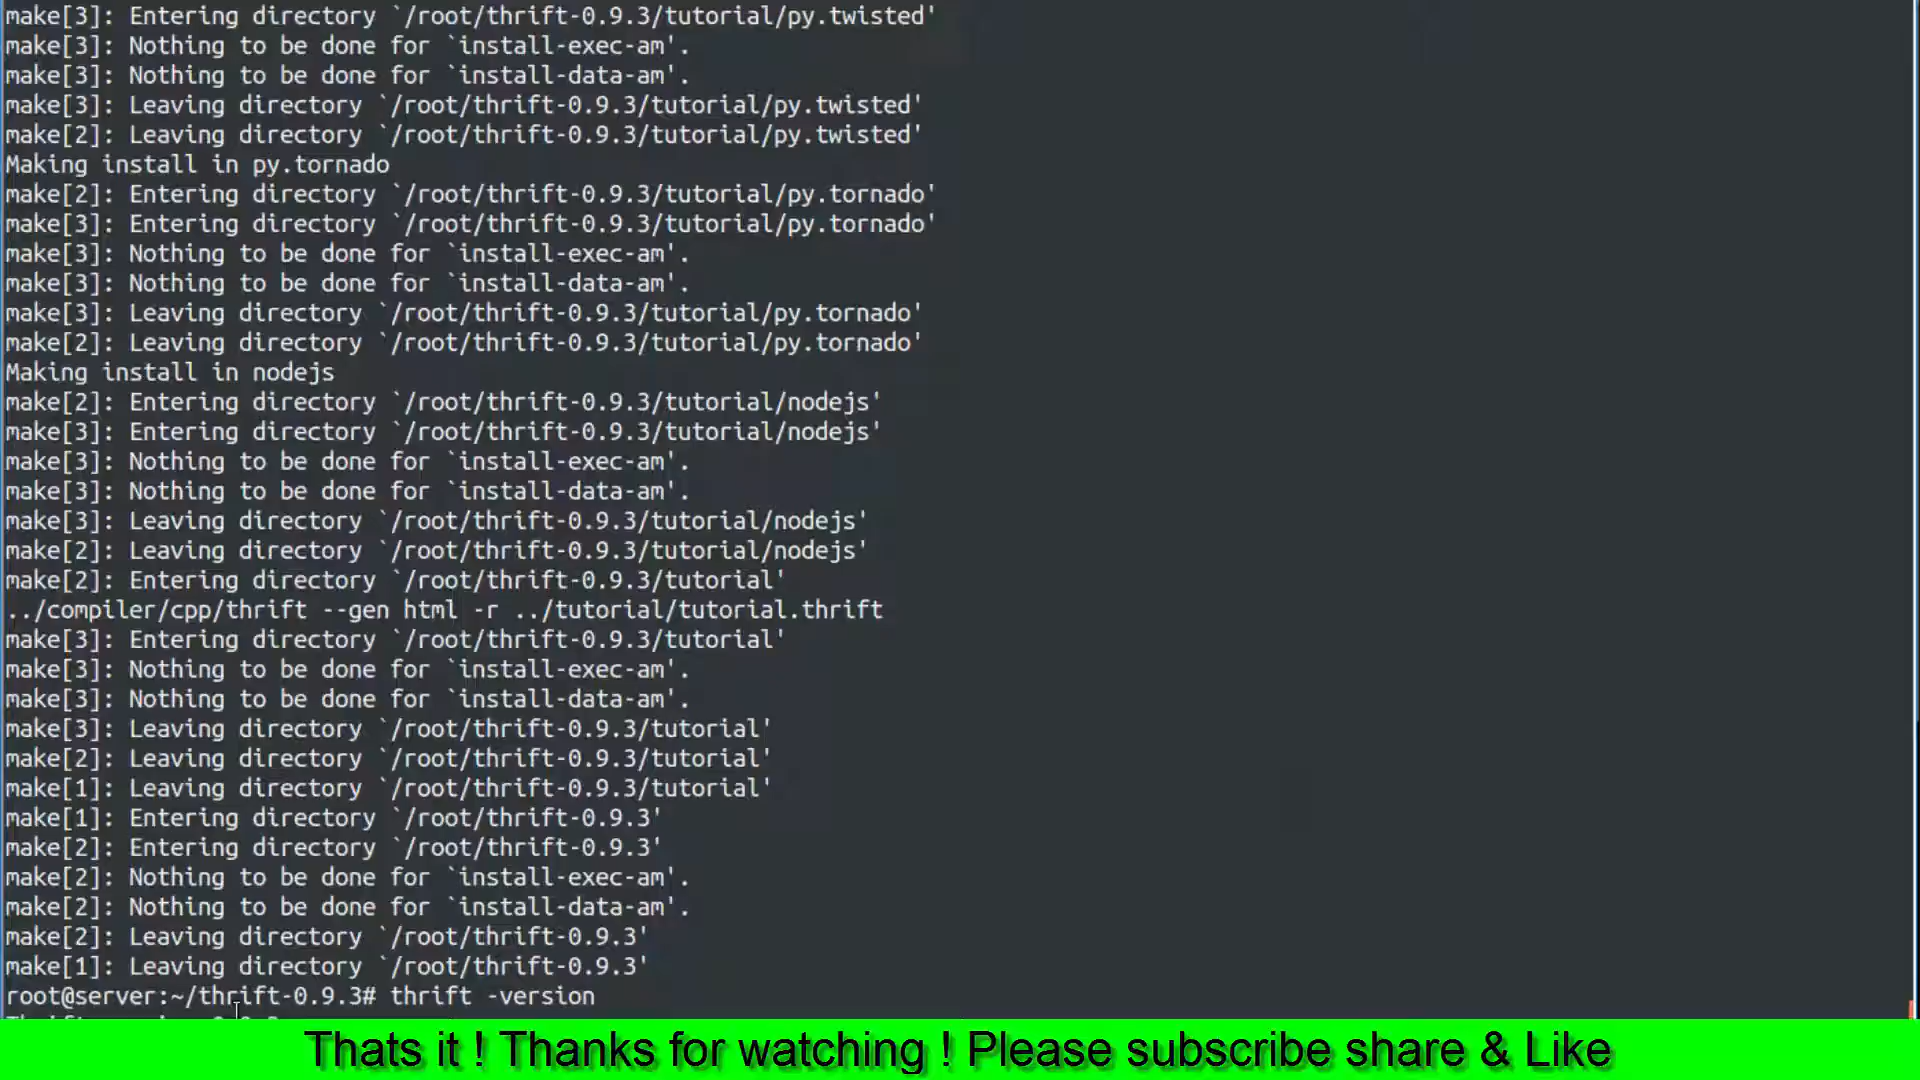 make[3]: Entering directory `/root/thrift-0.9.3/tutorial/py.twisted'
make[3]: Nothing to be done for `install-exec-am'.
make[3]: Nothing to be done for `install-data-am'.
make[3]: Leaving directory `/root/thrift-0.9.3/tutorial/py.twisted'
make[2]: Leaving directory `/root/thrift-0.9.3/tutorial/py.twisted'
Making install in py.tornado
make[2]: Entering directory `/root/thrift-0.9.3/tutorial/py.tornado'
make[3]: Entering directory `/root/thrift-0.9.3/tutorial/py.tornado'
make[3]: Nothing to be done for `install-exec-am'.
make[3]: Nothing to be done for `install-data-am'.
make[3]: Leaving directory `/root/thrift-0.9.3/tutorial/py.tornado'
make[2]: Leaving directory `/root/thrift-0.9.3/tutorial/py.tornado'
Making install in nodejs
make[2]: Entering directory `/root/thrift-0.9.3/tutorial/nodejs'
make[3]: Entering directory `/root/thrift-0.9.3/tutorial/nodejs'
make[3]: Nothing to be done for `install-exec-am'.
make[3]: Nothing to be done for `install-data-am'.
make[3]: Leaving directory `/root/thrift-0.9.3/tutorial/nodejs'
make[2]: Leaving directory `/root/thrift-0.9.3/tutorial/nodejs'
make[2]: Entering directory `/root/thrift-0.9.3/tutorial'
../compiler/cpp/thrift --gen html -r ../tutorial/tutorial.thrift
make[3]: Entering directory `/root/thrift-0.9.3/tutorial'
make[3]: Nothing to be done for `install-exec-am'.
make[3]: Nothing to be done for `install-data-am'.
make[3]: Leaving directory `/root/thrift-0.9.3/tutorial'
make[2]: Leaving directory `/root/thrift-0.9.3/tutorial'
make[1]: Leaving directory `/root/thrift-0.9.3/tutorial'
make[1]: Entering directory `/root/thrift-0.9.3'
make[2]: Entering directory `/root/thrift-0.9.3'
make[2]: Nothing to be done for `install-exec-am'.
make[2]: Nothing to be done for `install-data-am'.
make[2]: Leaving directory `/root/thrift-0.9.3'
make[1]: Leaving directory `/root/thrift-0.9.3'
root@server:~/thrift-0.9.3# thrift -version
Thats it ! Thanks for watching ! Please subscribe share & Like